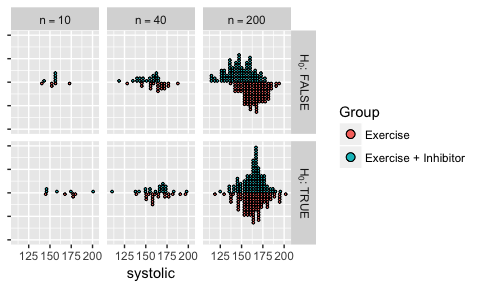 n = 10 n = 40 n = 200
H₀: FALSE
H₀: TRUE
125 150 175 200 125 150 175 200 125 150 175 200
systolic
Group
Exercise
Exercise + Inhibitor